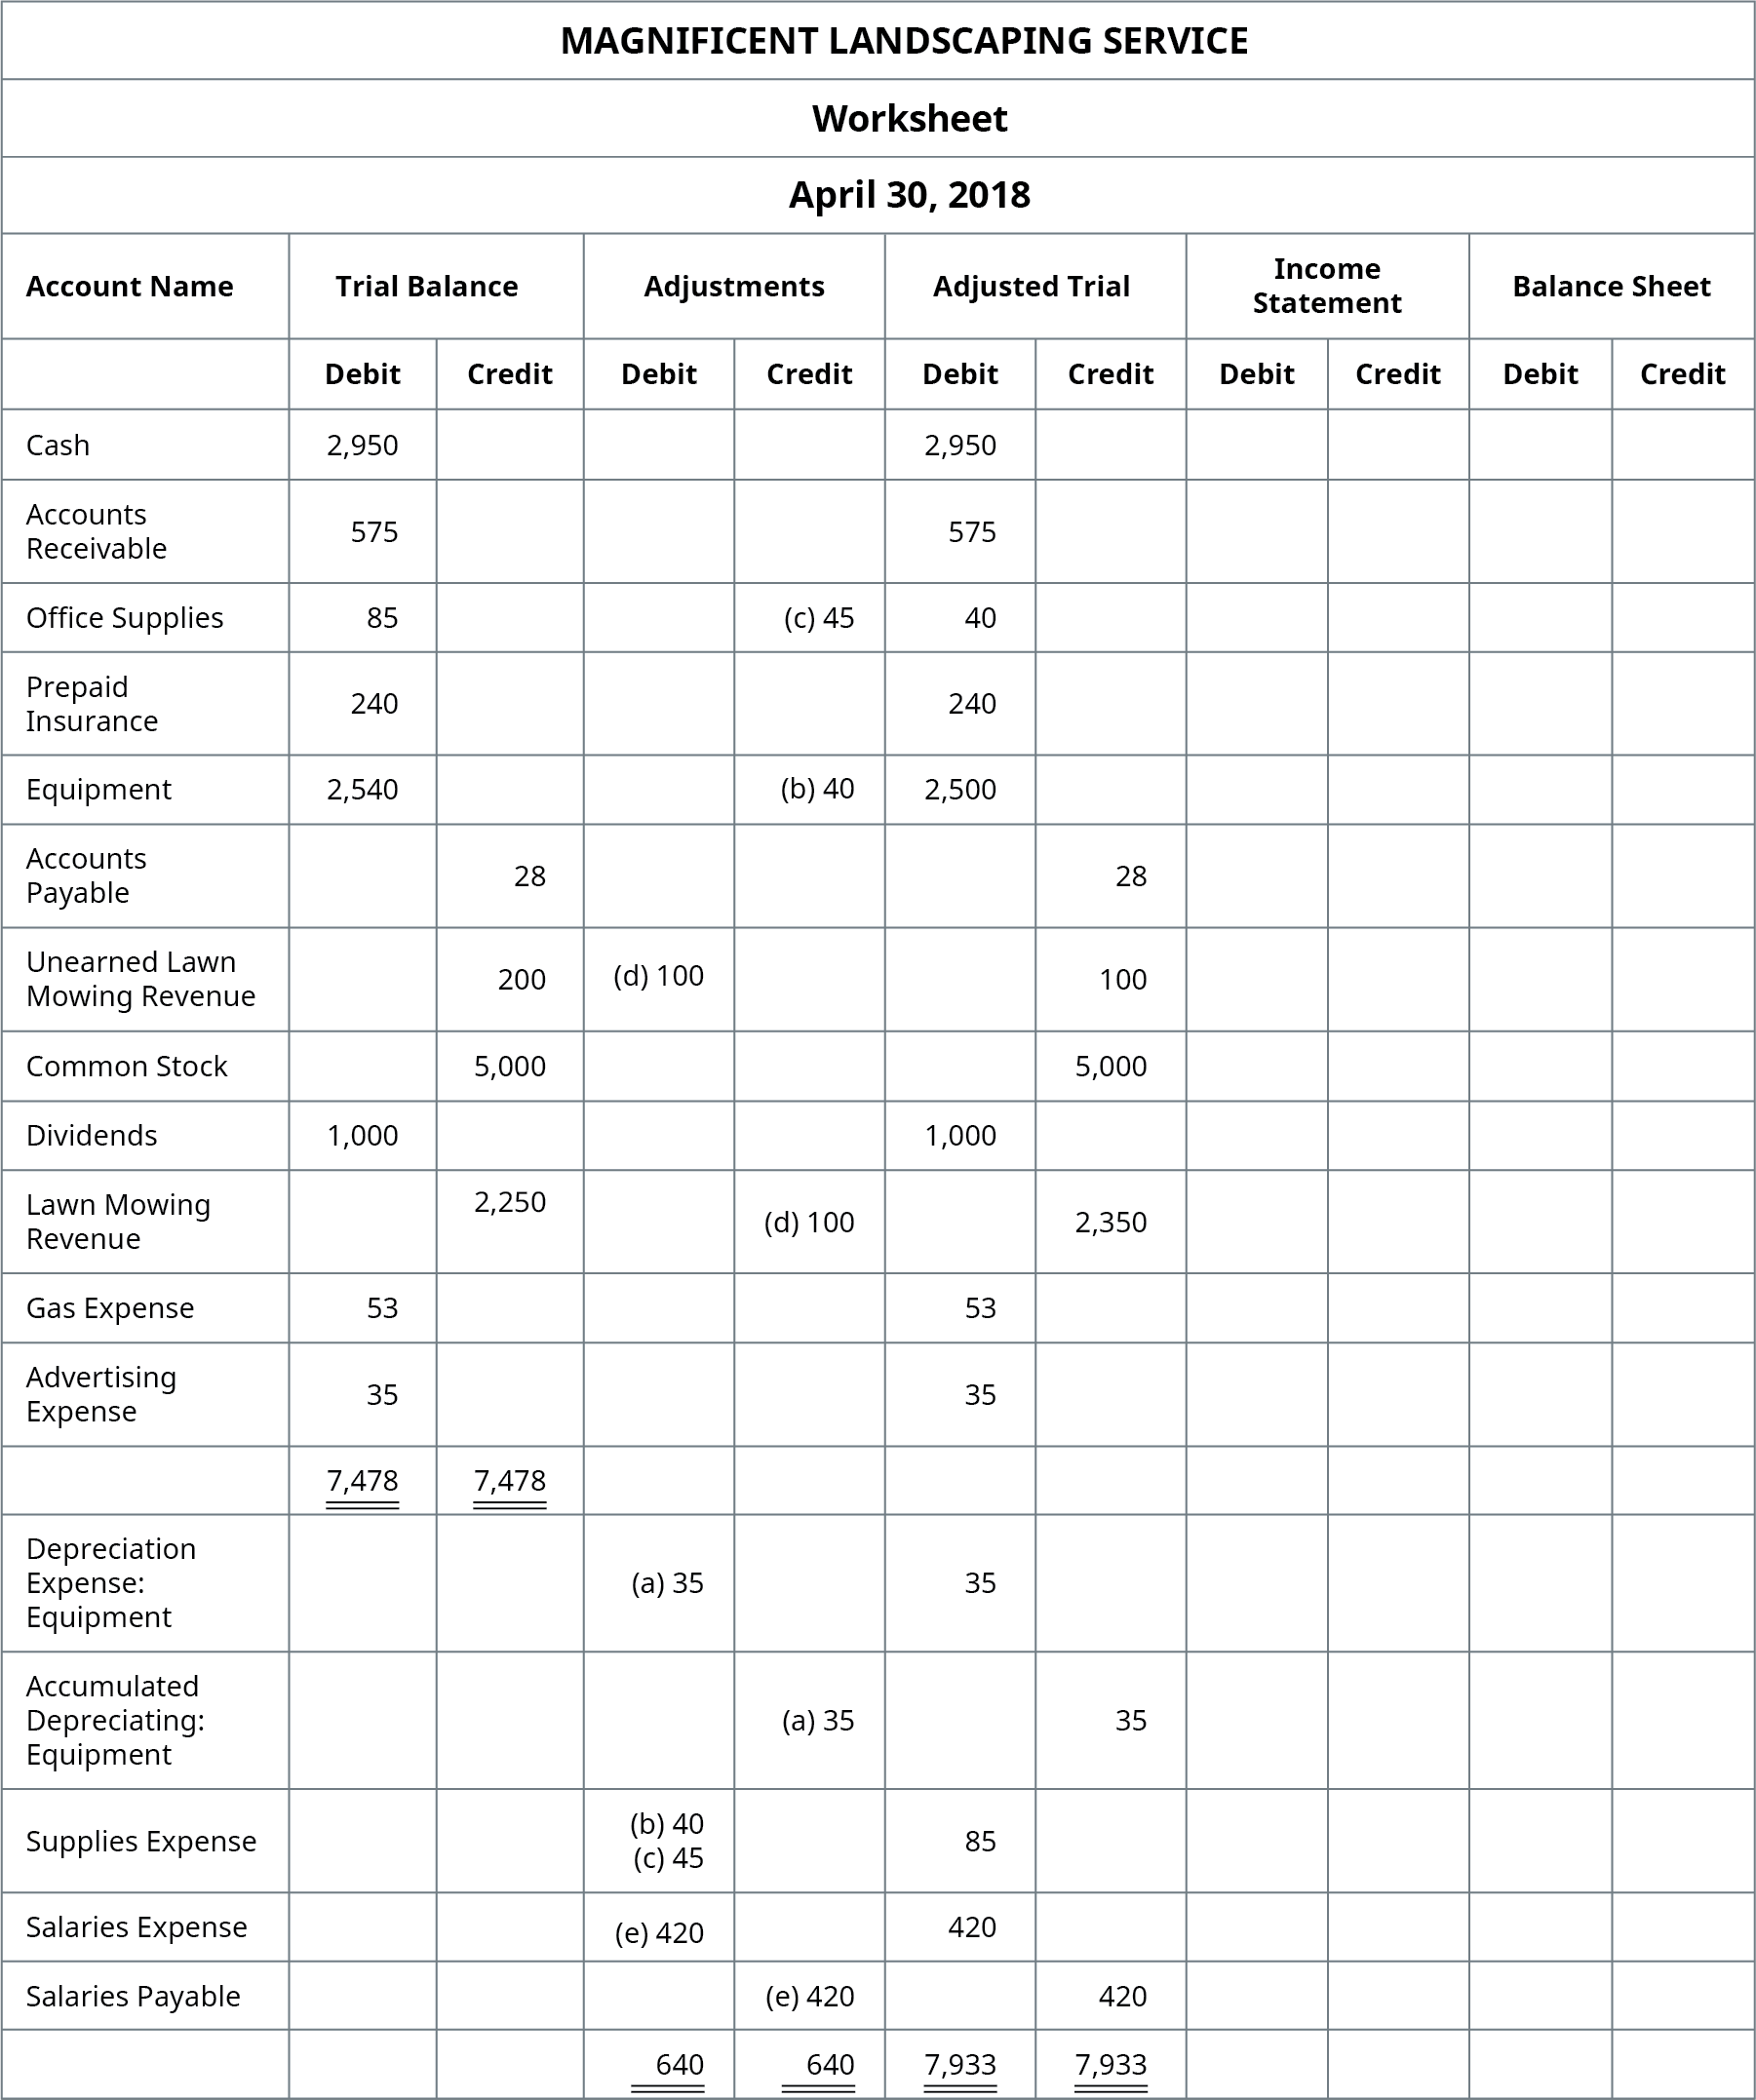 MAGNIFICENT LANDSCAPING SERVICE
Worksheet
April 30, 2018
Account Name Trial Balance Adjustments Adjusted Trial Income Statement Balance Sheet
Debit Credit Debit Credit Debit Credit Debit Credit Debit Credit
Cash 2,950 2,950
Accounts Receivable 575 575
Office Supplies 85 (c) 45 40
Prepaid Insurance 240 240
Equipment 2,540 (b) 40 2,500
Accounts Payable 28 28
Unearned Lawn Mowing Revenue 200 (d) 100 100
Common Stock 5,000 5,000
Dividends 1,000 1,000
Lawn Mowing Revenue 2,250 (d) 100 2,350
Gas Expense 53 53
Advertising Expense 35 35
7,478 7,478
Depreciation Expense: Equipment (a) 35 35
Accumulated Depreciating: Equipment (a) 35 35
Supplies Expense (b) 40 (c) 45 85
Salaries Expense (e) 420 420
Salaries Payable (e) 420 420
640 640 7,933 7,933